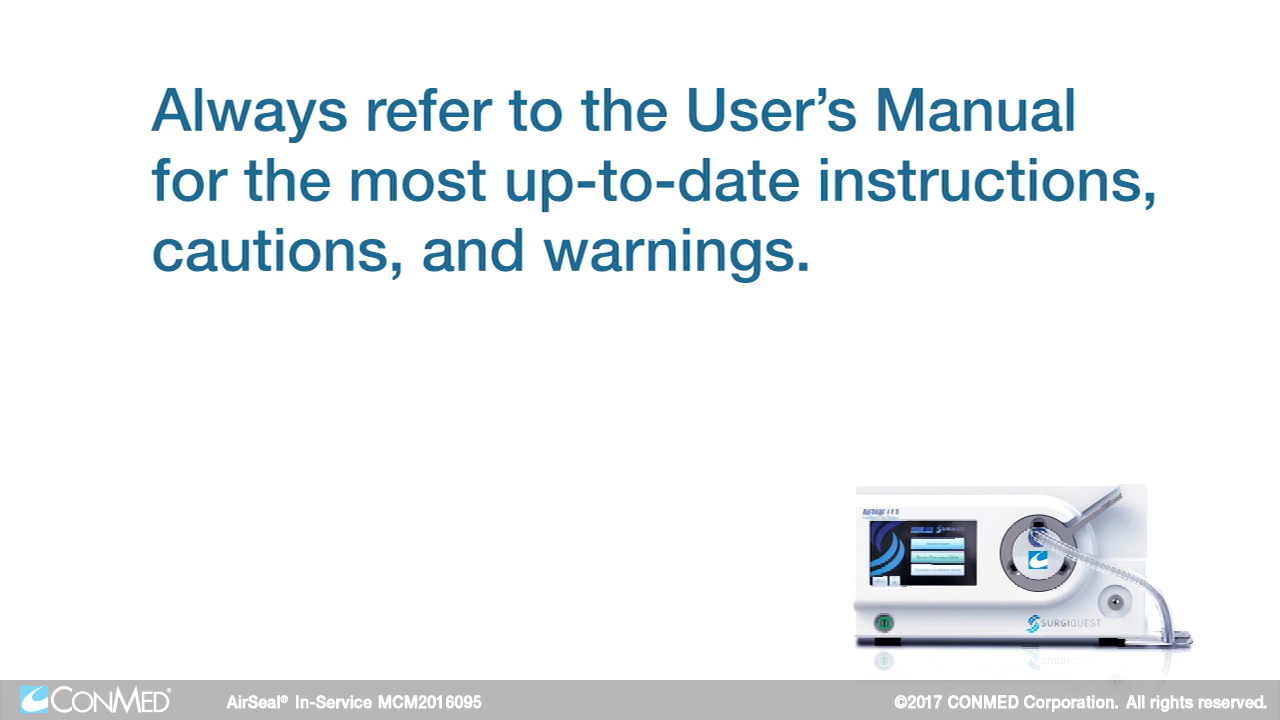 Always refer to the User’s Manual
for the most up-to-date instructions,
cautions, and warnings.
SURGIQUEST
CONMED®
AirSeal® In-Service MCM2016095
©2017 CONMED Corporation. All rights reserved.